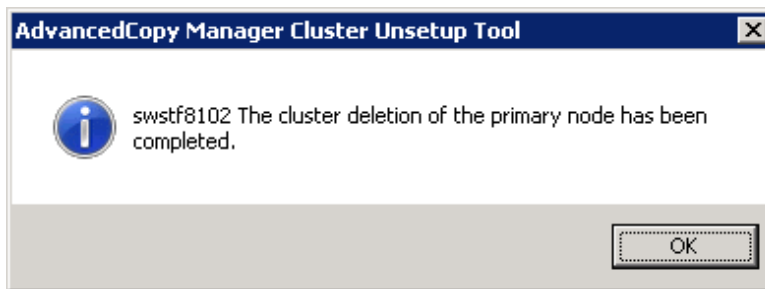 AdvancedCopy Manager Cluster Unsetup Tool
swstf8102 The cluster deletion of the primary node has been
completed.
OK